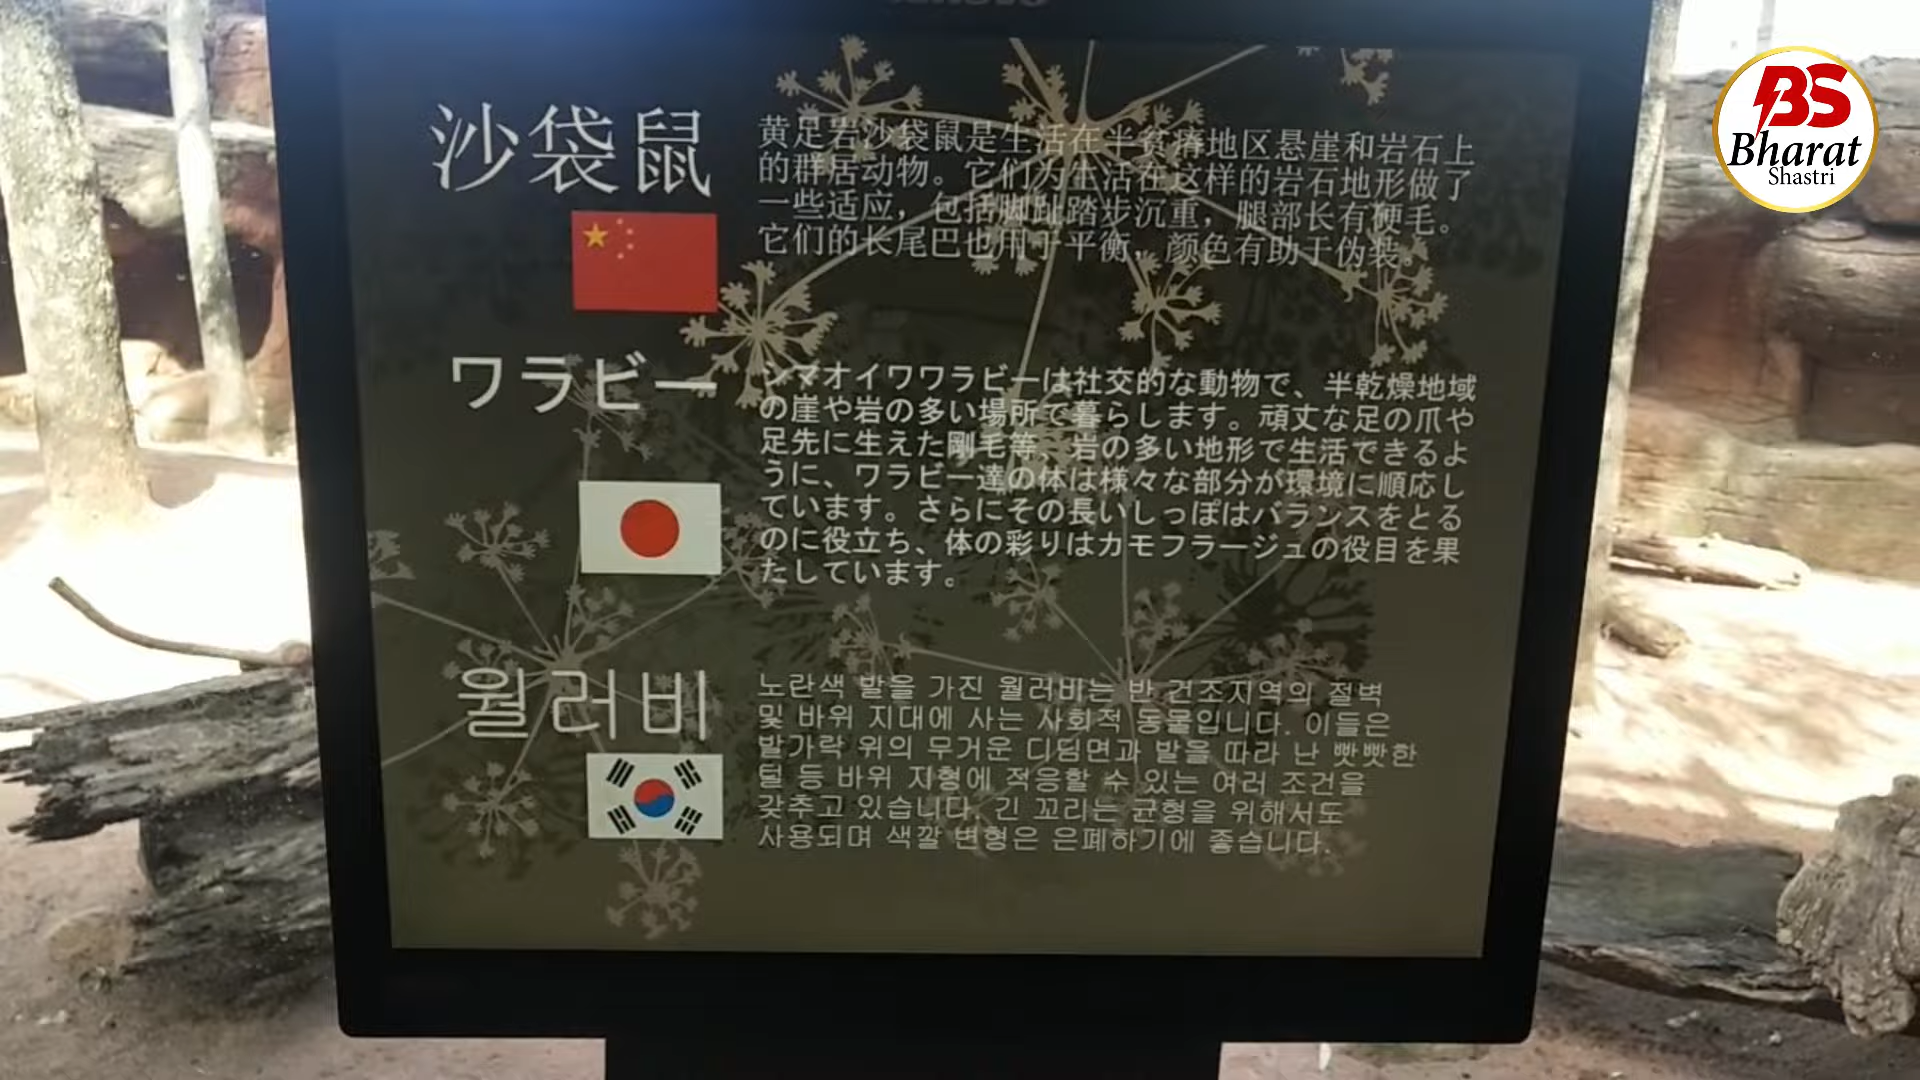 沙袋鼠
黄足岩沙袋鼠是生活在半贫瘠地区悬崖和岩石上
的群居动物。它们为生活在这样的岩石地形做了
一些适应，包括脚趾踏步沉重，腿部长有硬毛。
它们的长尾巴也用于平衡，颜色有助于伪装。
ワラビー
シマオイワワラビーは社交的な動物で、半乾燥地域
の崖や岩の多い場所で暮らします。頑丈な足の爪や
足先に生えた剛毛等、岩の多い地形で生活できるよ
うに、ワラビー達の体は様々な部分が環境に順応し
ています。さらにその長いしっぽはバランスをとる
のに役立ち、体の彩りはカモフラージュの役目を果
たしています。
월러비
노란색 발을 가진 월러비는 반 건조지역의 절벽
및 바위 지대에 사는 사회적 동물입니다. 이들은
발가락 위의 무거운 디딤면과 발을 따라 난 빳빳한
털 등 바위 지형에 적응할 수 있는 여러 조건을
갖추고 있습니다. 긴 꼬리는 균형을 위해서도
사용되며 색깔 변형은 은폐하기에 좋습니다.
BS
Bharat
Shastri